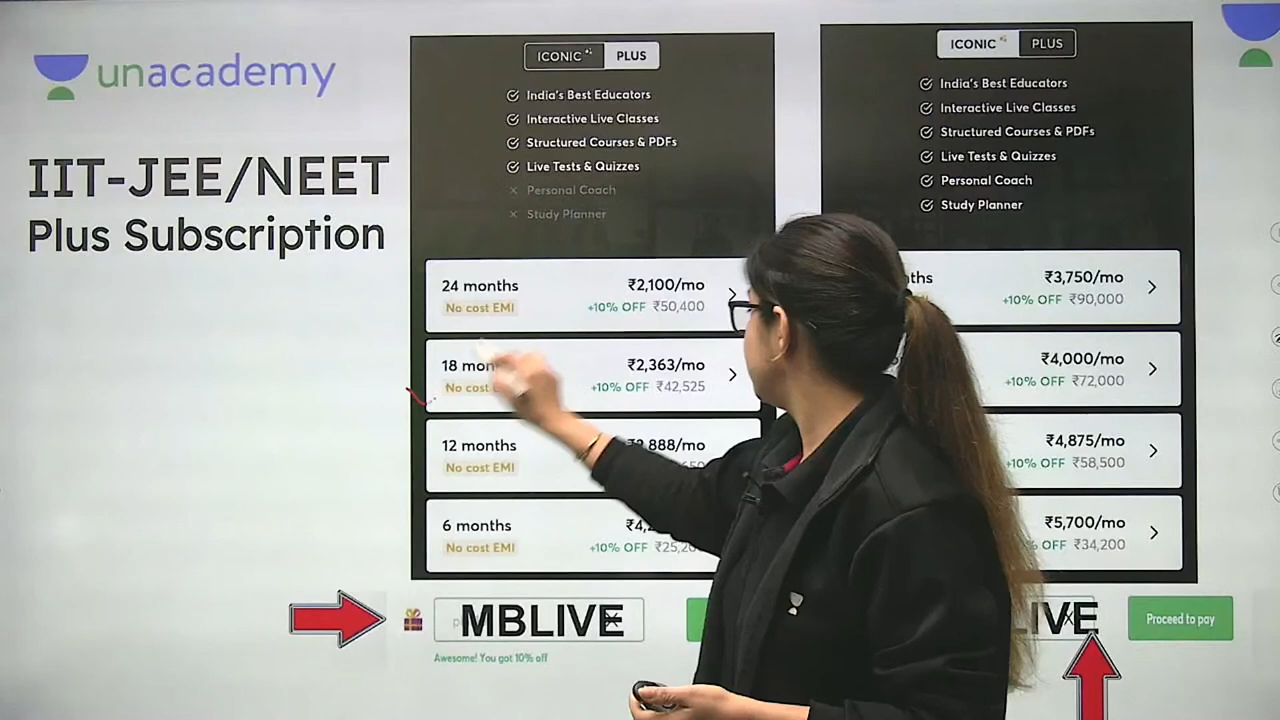 unacademy
IIT-JEE/NEET
Plus Subscription
ICONIC PLUS
India's Best Educators
Interactive Live Classes
Structured Courses & PDFs
Live Tests & Quizzes
Personal Coach
Study Planner
24 months ₹2,100/mo
No cost EMI +10% OFF ₹50,400
18 ₹2,363/mo
No cost +10% OFF ₹42,525
12 months
No cost EMI
6 months
No cost EMI +10% OFF
MBLIVE
Awesome! You got 10% off
ICONIC PLUS
India's Best Educators
Interactive Live Classes
Structured Courses & PDFs
Live Tests & Quizzes
Personal Coach
Study Planner
₹3,750/mo
+10% OFF ₹90,000
₹4,000/mo
+10% OFF ₹72,000
₹4,875/mo
+10% OFF ₹58,500
₹5,700/mo
OFF ₹34,200
Proceed to pay